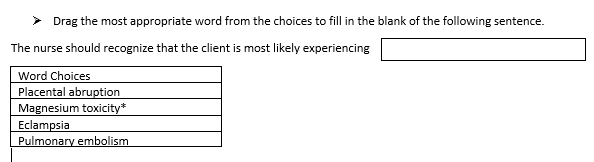 ➤ Drag the most appropriate word from the choices to fill in the blank of the following sentence.
The nurse should recognize that the client is most likely experiencing
Word Choices
Placental abruption
Magnesium toxicity*
Eclampsia
Pulmonary embolism